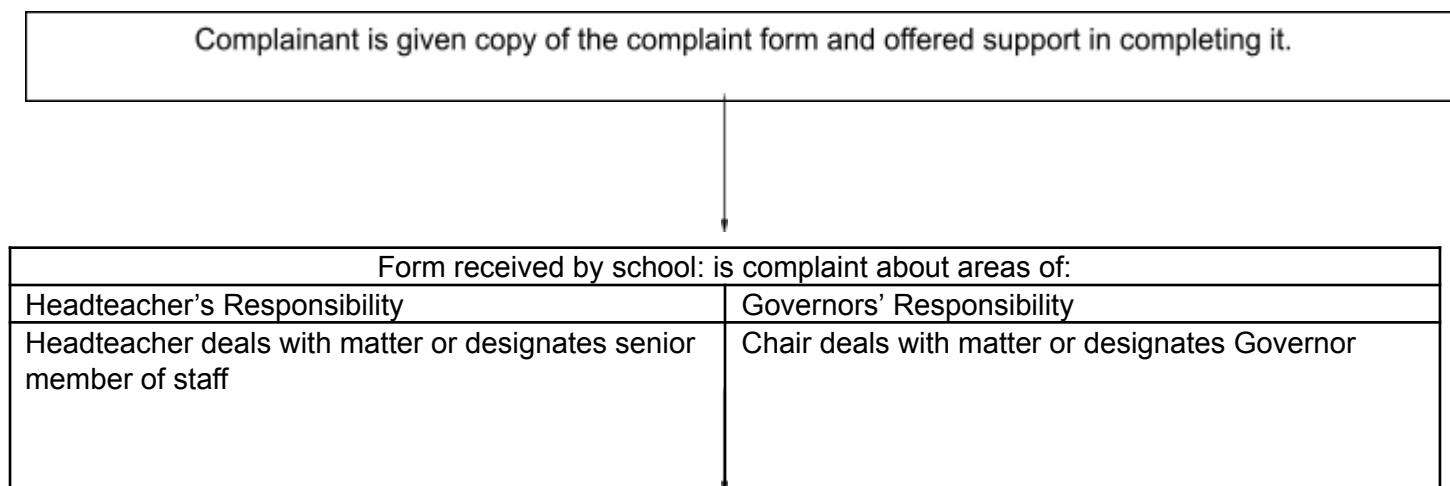 Complainant is given copy of the complaint form and offered support in completing it.
Form received by school: is complaint about areas of:
Headteacher’s Responsibility
Governors’ Responsibility
Headteacher deals with matter or designates senior
member of staff
Chair deals with matter or designates Governor